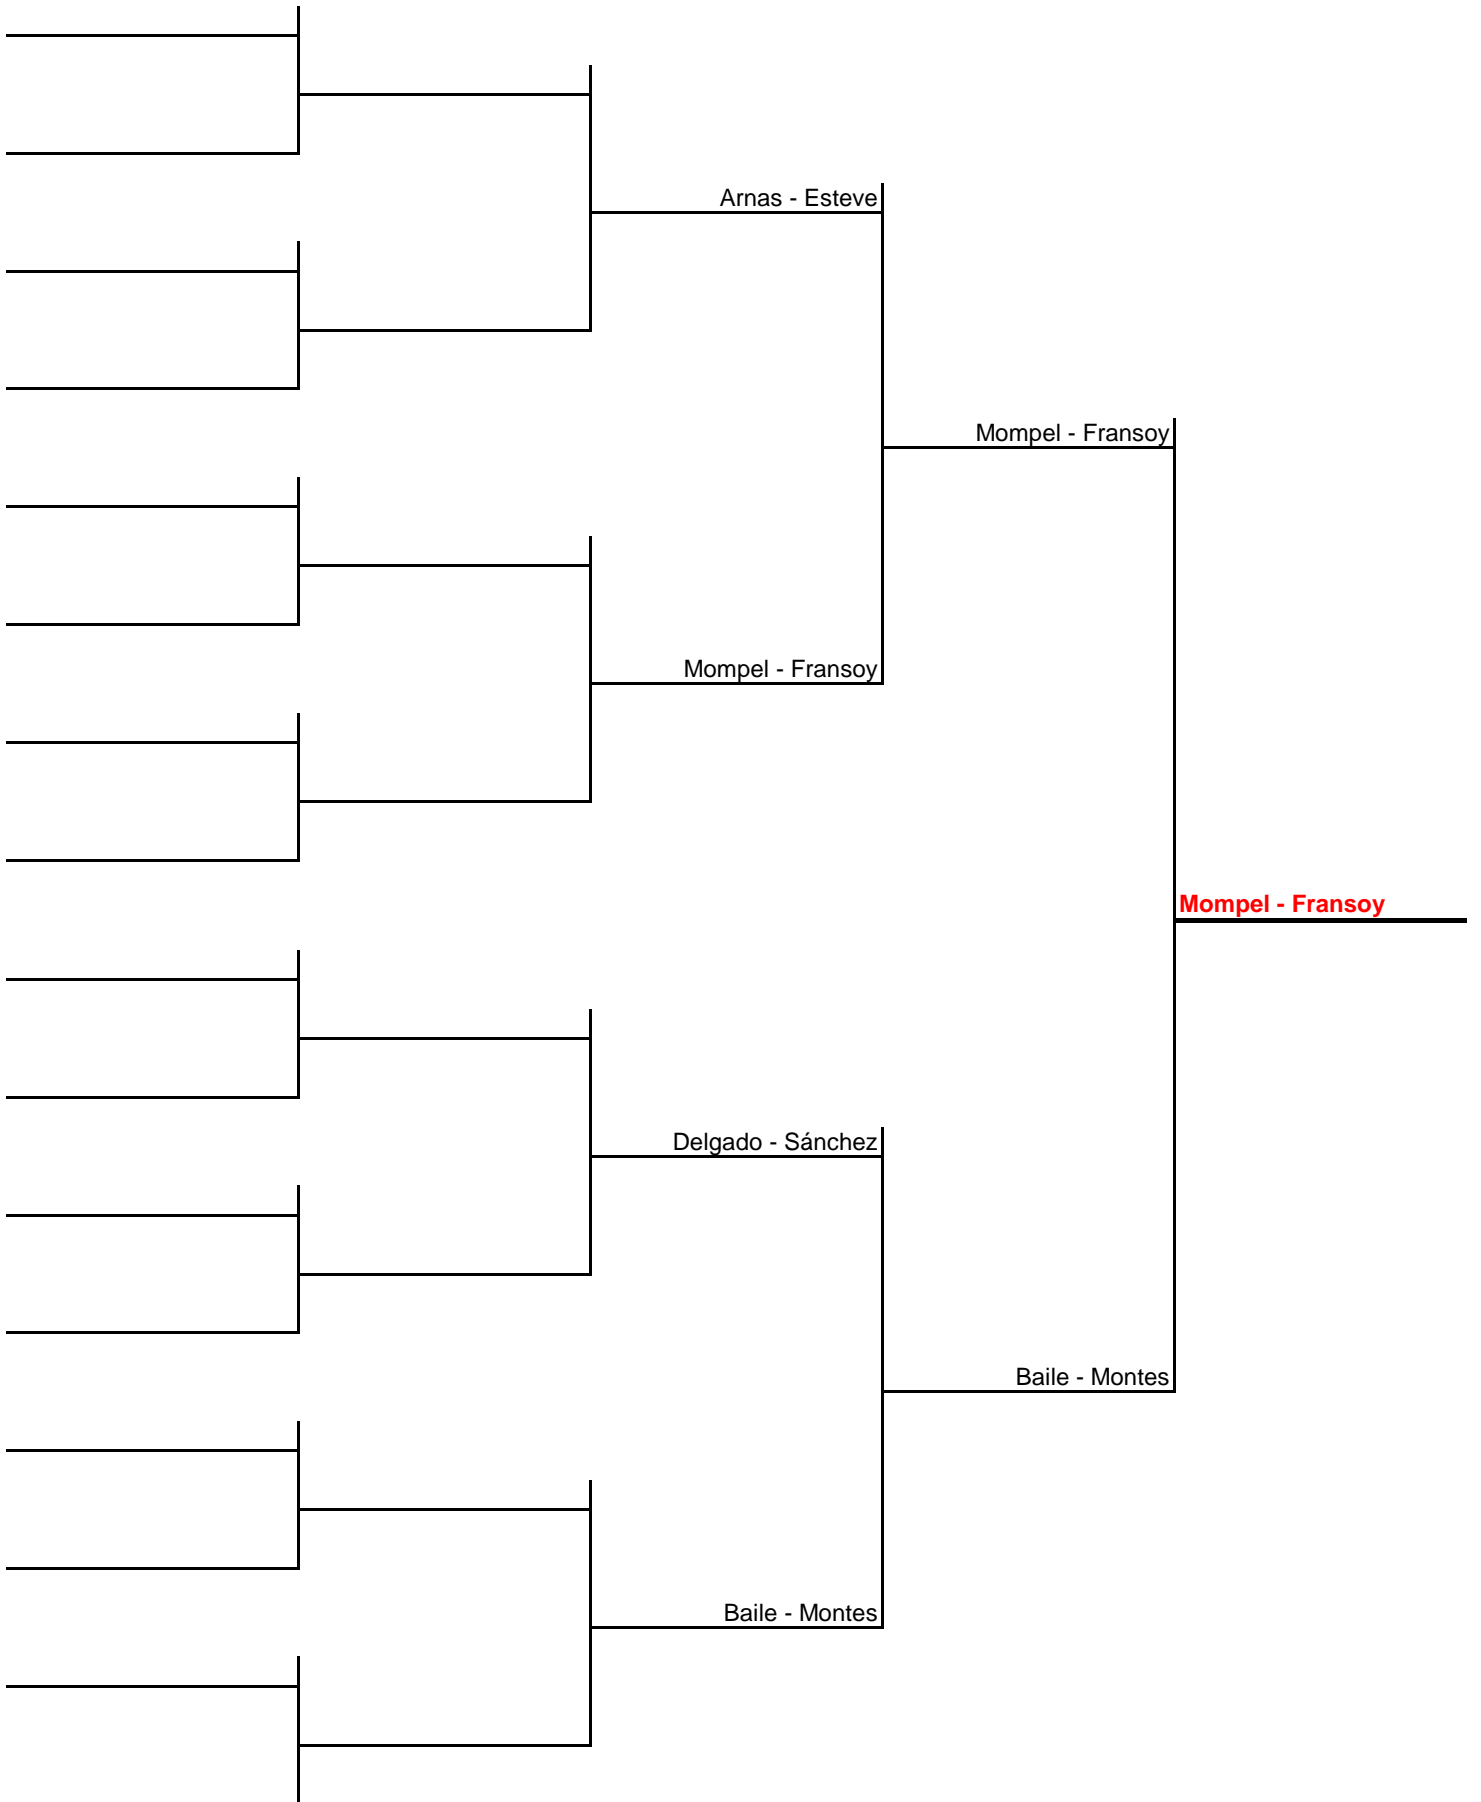 Arnas - Esteve
Mompel - Fransoy
Mompel - Fransoy
Mompel - Fransoy
Delgado - Sánchez
Baile - Montes
Baile - Montes